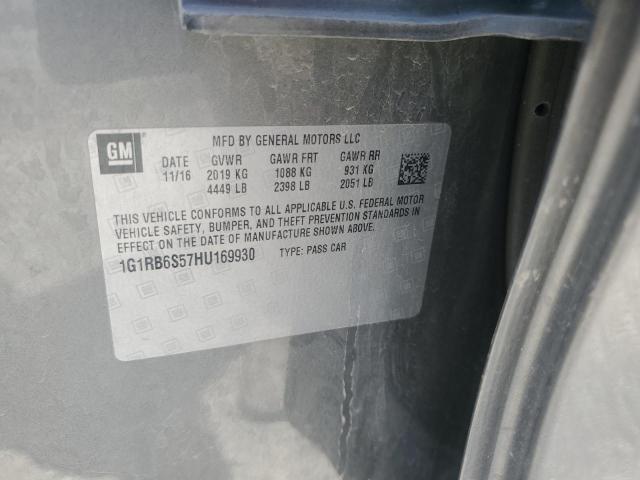 GM
MFD BY GENERAL MOTORS LLC
DATE GVWR GAWR FRT GAWR RR
11/16 2019 KG 1088 KG 931 KG
4449 LB 2398 LB 2051 LB
THIS VEHICLE CONFORMS TO ALL APPLICABLE U.S. FEDERAL MOTOR
VEHICLE SAFETY, BUMPER, AND THEFT PREVENTION STANDARDS IN
EFFECT ON THE DATE OF MANUFACTURE SHOWN ABOVE.
1G1RB6S57HU169930 TYPE: PASS CAR